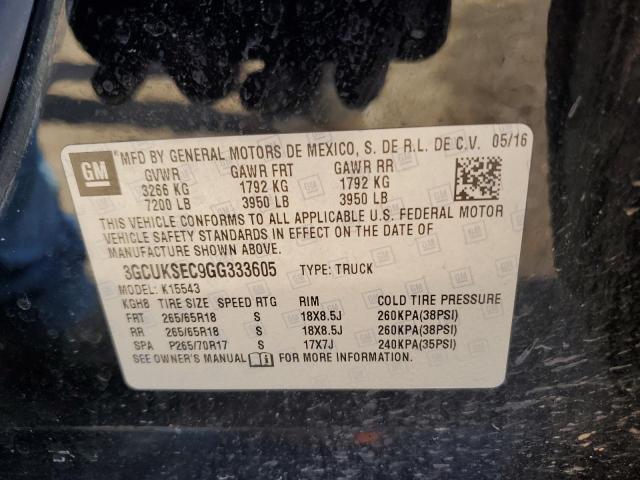 GM MFD BY GENERAL MOTORS DE MEXICO, S. DE R.L. DE C.V. 05/16
GVWR GAWR FRT GAWR RR
3266 KG 1792 KG 1792 KG
7200 LB 3950 LB 3950 LB
THIS VEHICLE CONFORMS TO ALL APPLICABLE U.S. FEDERAL MOTOR
VEHICLE SAFETY STANDARDS IN EFFECT ON THE DATE OF
MANUFACTURE SHOWN ABOVE.
3GCUKSEC9GG333605 TYPE: TRUCK
MODEL: K15543
KGHB TIRE SIZE SPEED RTG RIM COLD TIRE PRESSURE
FRT 265/65R18 S 18X8.5J 260KPA(38PSI)
RR 265/65R18 S 18X8.5J 260KPA(38PSI)
SPA P265/70R17 S 17X7J 240KPA(35PSI)
SEE OWNER'S MANUAL FOR MORE INFORMATION.